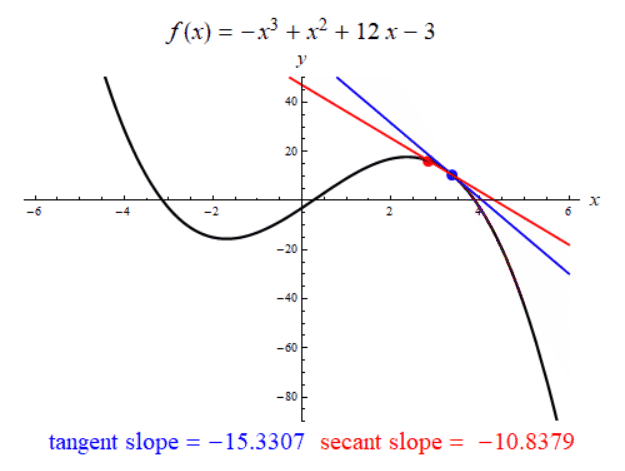 f(x) = −x³ + x² + 12 x − 3
y
40
20
−6 −4 −2 2 4 6 x
−20
−40
−60
−80
tangent slope = −15.3307 secant slope = −10.8379